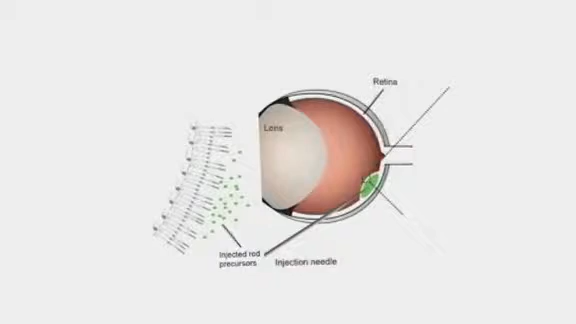 Retina
Lens
Injected rod
precursors
Injection needle